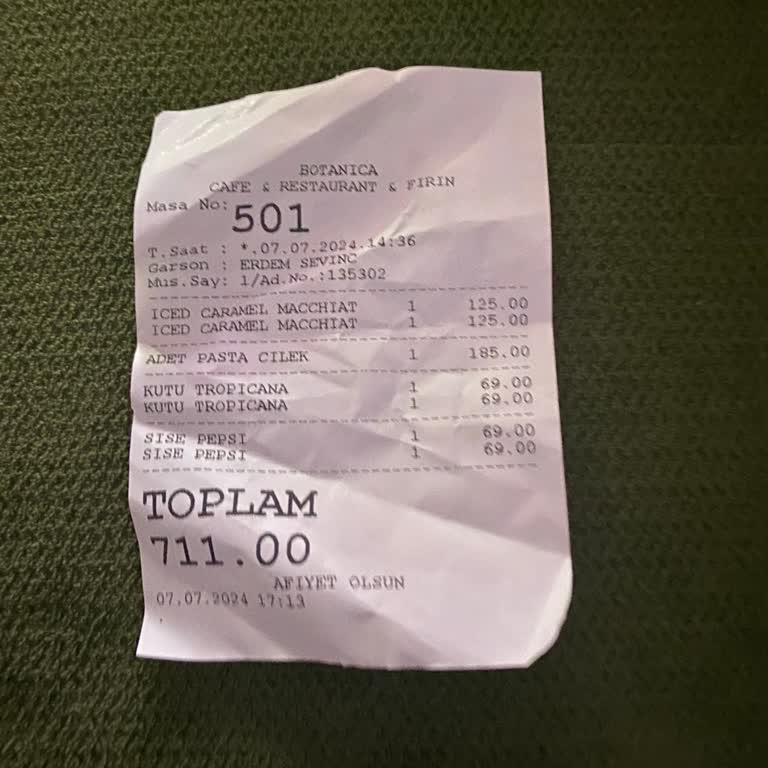 BOTANICA
CAFE & RESTAURANT & FIRIN
Masa No: 501
T.Saat : *.07.07.2024.14:36
Garson : ERDEM SEVINC
Mus.Say: 1/Ad.No.:135302
ICED CARAMEL MACCHIAT 1 125.00
ICED CARAMEL MACCHIAT 1 125.00
ADET PASTA CILEK 1 185.00
KUTU TROPICANA 1 69.00
KUTU TROPICANA 1 69.00
SISE PEPSI 1 69.00
SISE PEPSI 1 69.00
TOPLAM
711.00
AFIYET OLSUN
07.07.2024 17:13